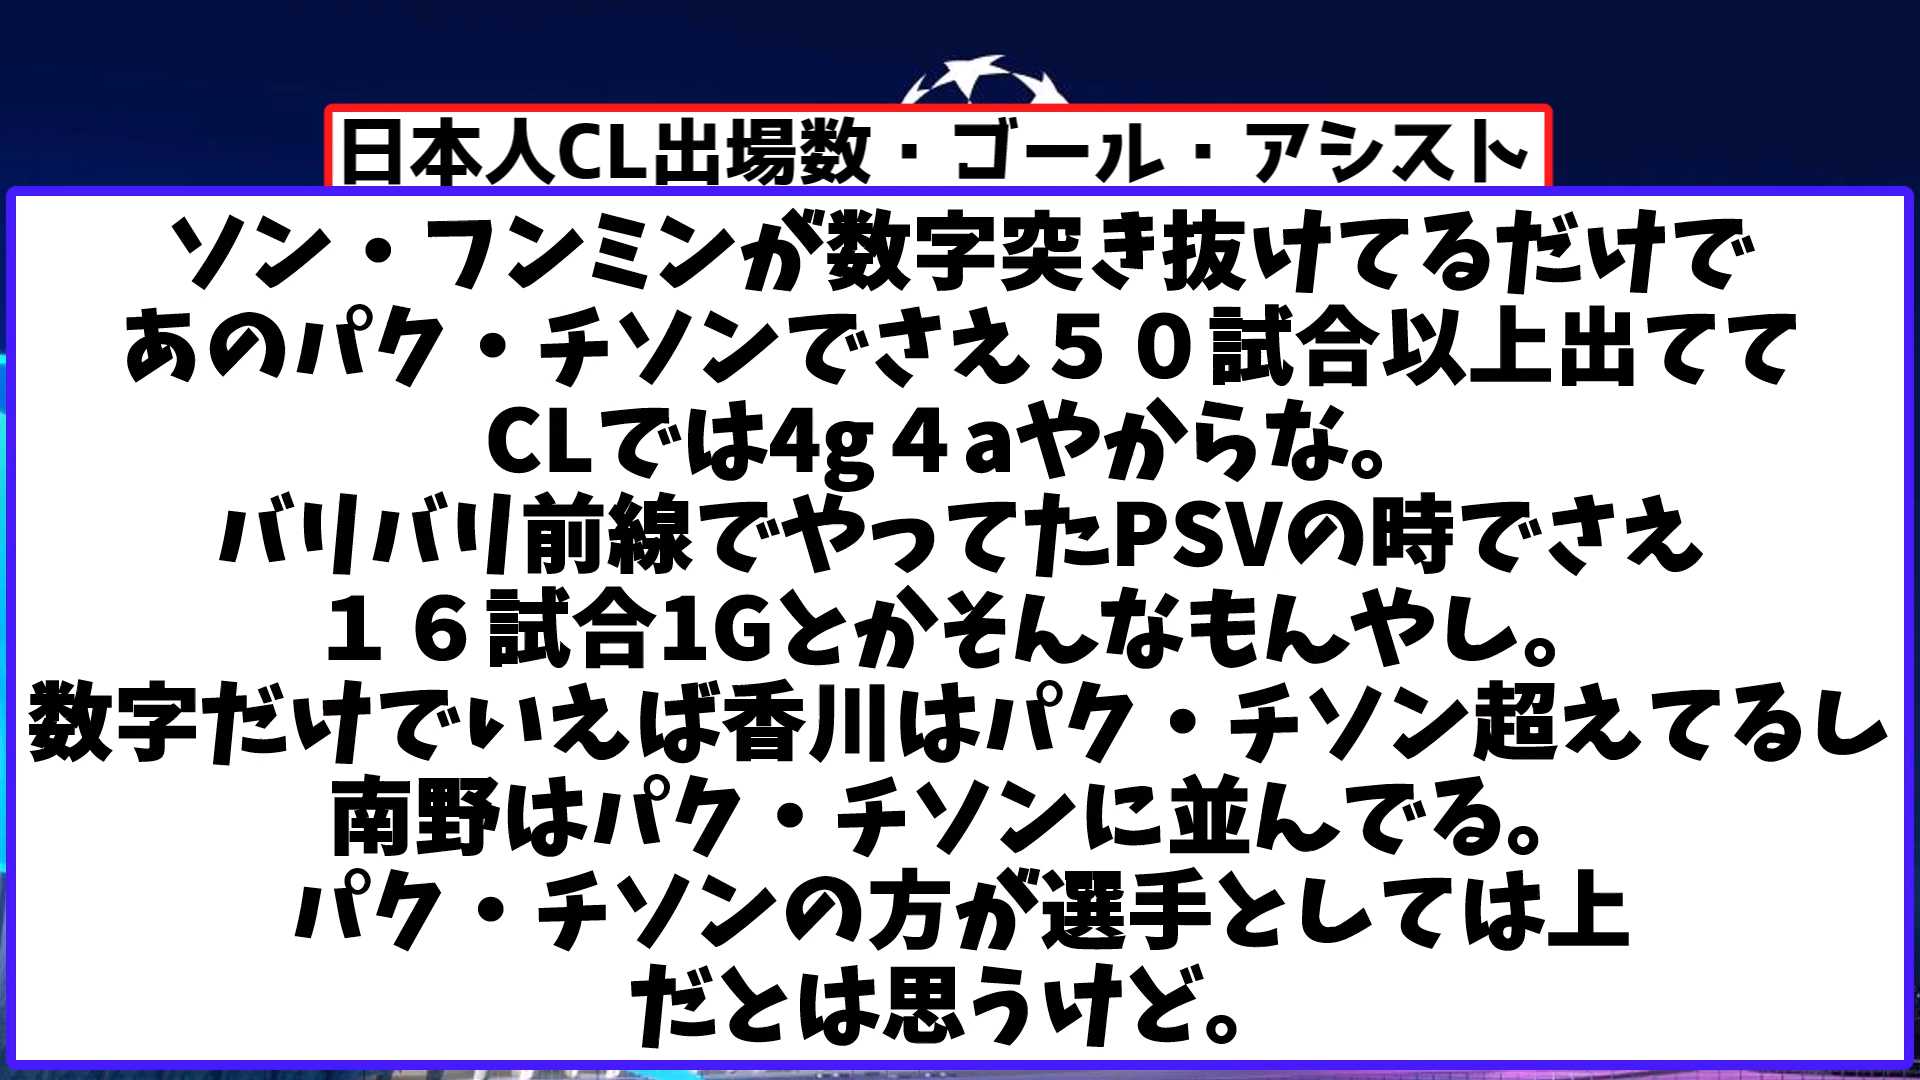 日本人CL出場数・ゴール・アシスト
ソン・フンミンが数字突き抜けてるだけで
あのパク・チソンでさえ５０試合以上出てて
CLでは4g４aやからな。
バリバリ前線でやってたPSVの時でさえ
１６試合1Gとかそんなもんやし。
数字だけでいえば香川はパク・チソン超えてるし
南野はパク・チソンに並んでる。
パク・チソンの方が選手としては上
だとは思うけど。